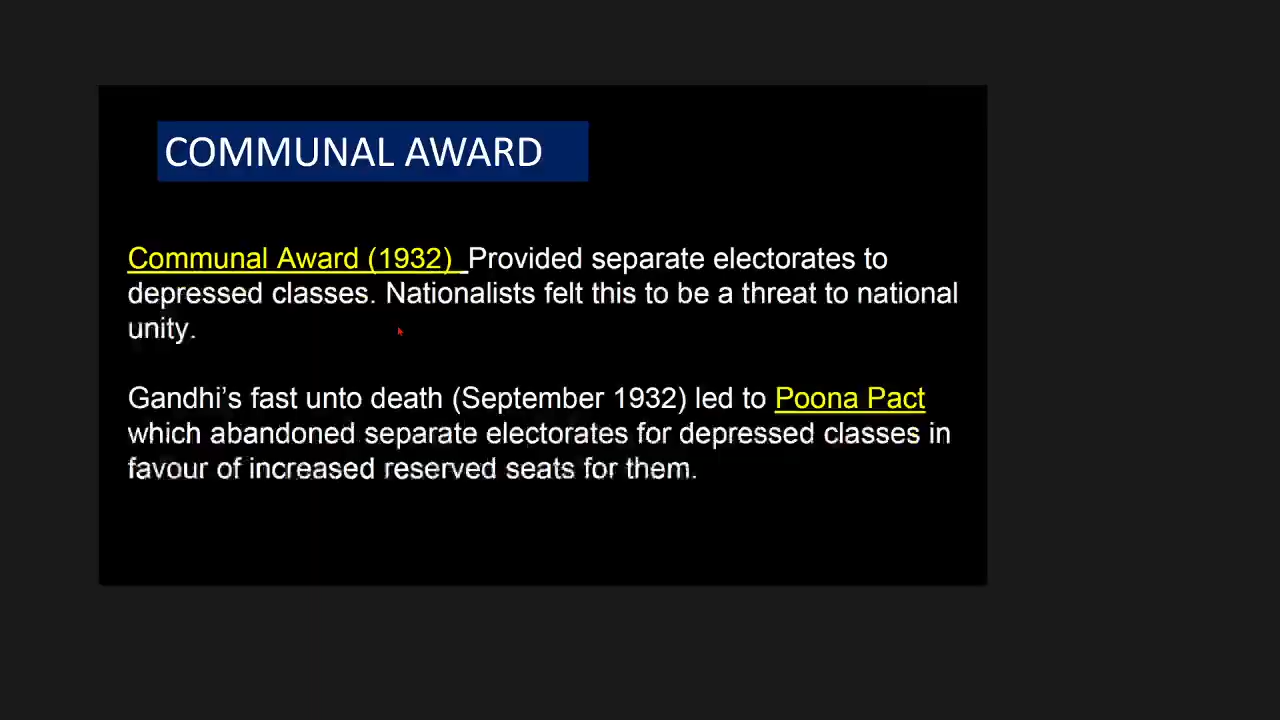 COMMUNAL AWARD
Communal Award (1932) Provided separate electorates to
depressed classes. Nationalists felt this to be a threat to national
unity.
Gandhi’s fast unto death (September 1932) led to Poona Pact
which abandoned separate electorates for depressed classes in
favour of increased reserved seats for them.